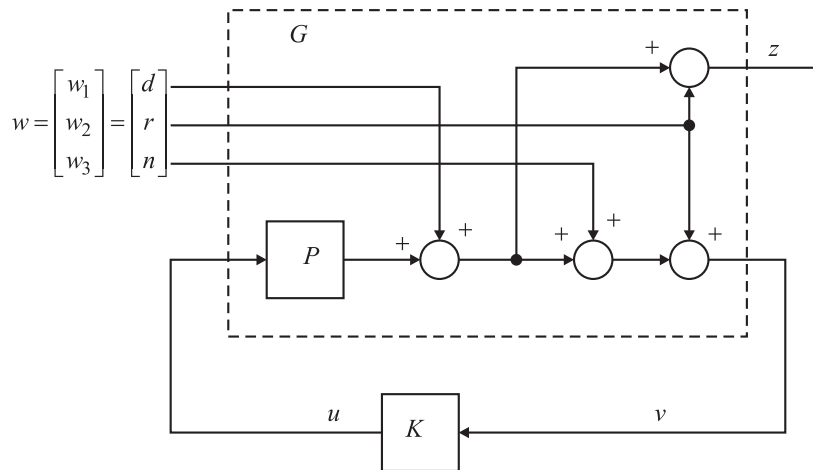 G
+
z
w = [w₁ w₂ w₃] = [d r n]
+
+
+
+
+
P
u
K
v